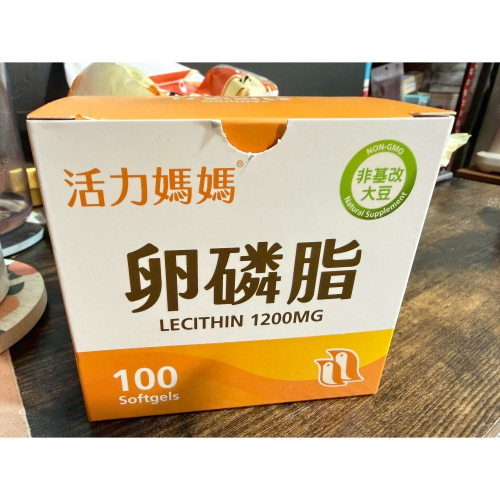 活力媽媽®
NON-GMO
非基改
大豆
Natural Supplement
卵磷脂
LECITHIN 1200MG
100
Softgels